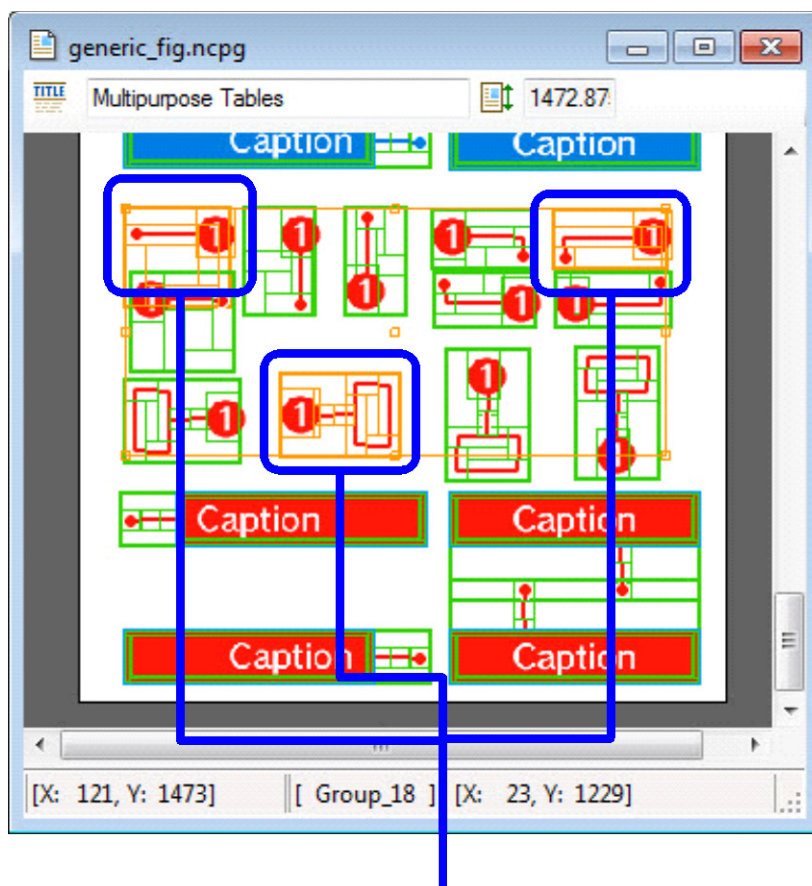 generic_fig.ncpg
TITLE
Multipurpose Tables 1472.87
Caption Caption
1 1 1 1
1 1 1 1
1 1 1 1
Caption Caption
Caption Caption
[X: 121, Y: 1473] [ Group_18 ] [X: 23, Y: 1229]